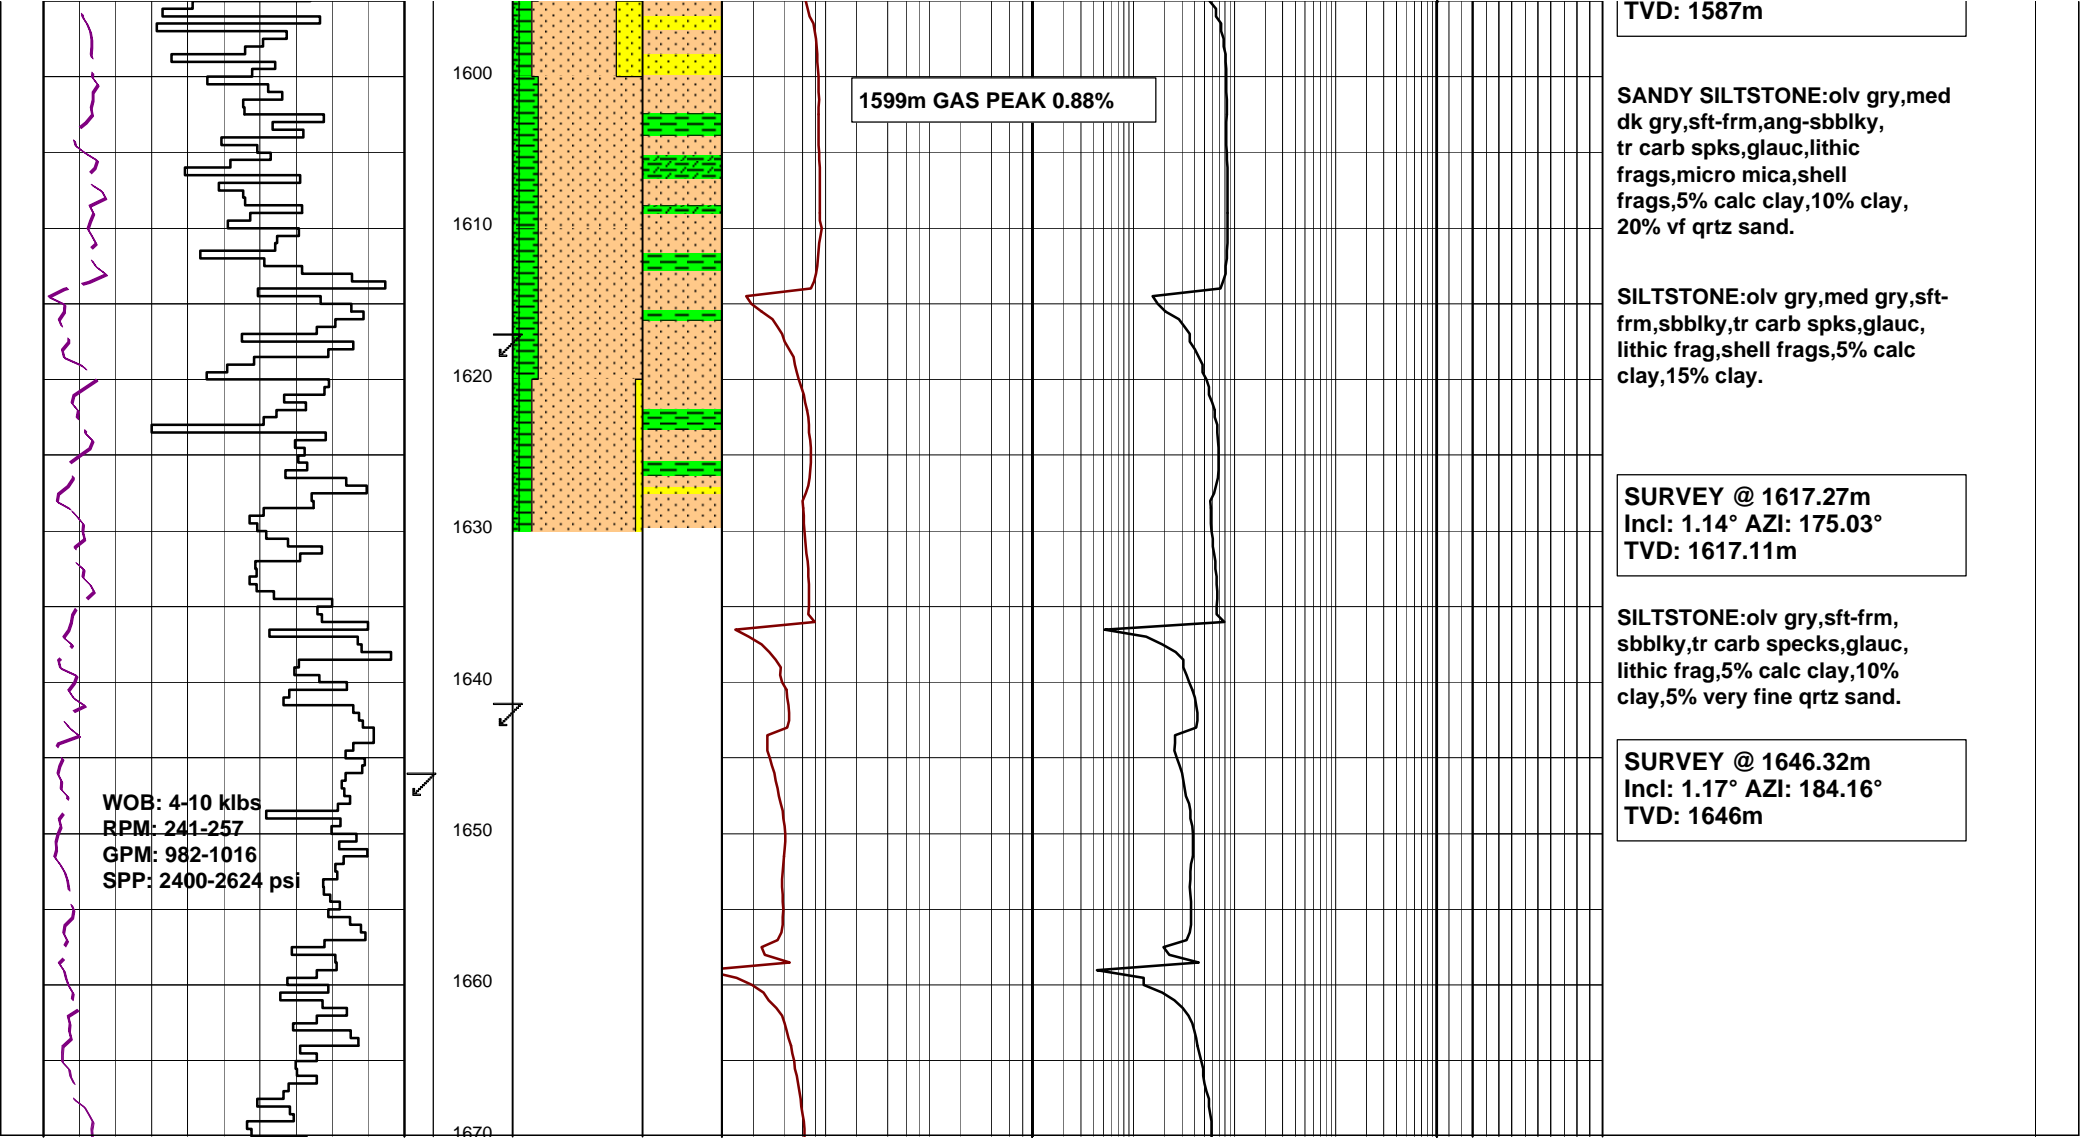 TVD: 1587m
1600
1599m GAS PEAK 0.88%
SANDY SILTSTONE:olv gry,med
dk gry,sft-frm,ang-sbblky,
tr carb spks,glauc,lithic
frags,micro mica,shell
frags,5% calc clay,10% clay,
20% vf qrtz sand.
1610
SILTSTONE:olv gry,med gry,sft-
frm,sbblky,tr carb spks,glauc,
lithic frag,shell frags,5% calc
clay,15% clay.
1620
SURVEY @ 1617.27m
Incl: 1.14° AZI: 175.03°
TVD: 1617.11m
1630
SILTSTONE:olv gry,sft-frm,
sbblky,tr carb specks,glauc,
lithic frag,5% calc clay,10%
clay,5% very fine qrtz sand.
1640
SURVEY @ 1646.32m
Incl: 1.17° AZI: 184.16°
TVD: 1646m
WOB: 4-10 klbs
RPM: 241-257
GPM: 982-1016
SPP: 2400-2624 psi
1650
1660
1670